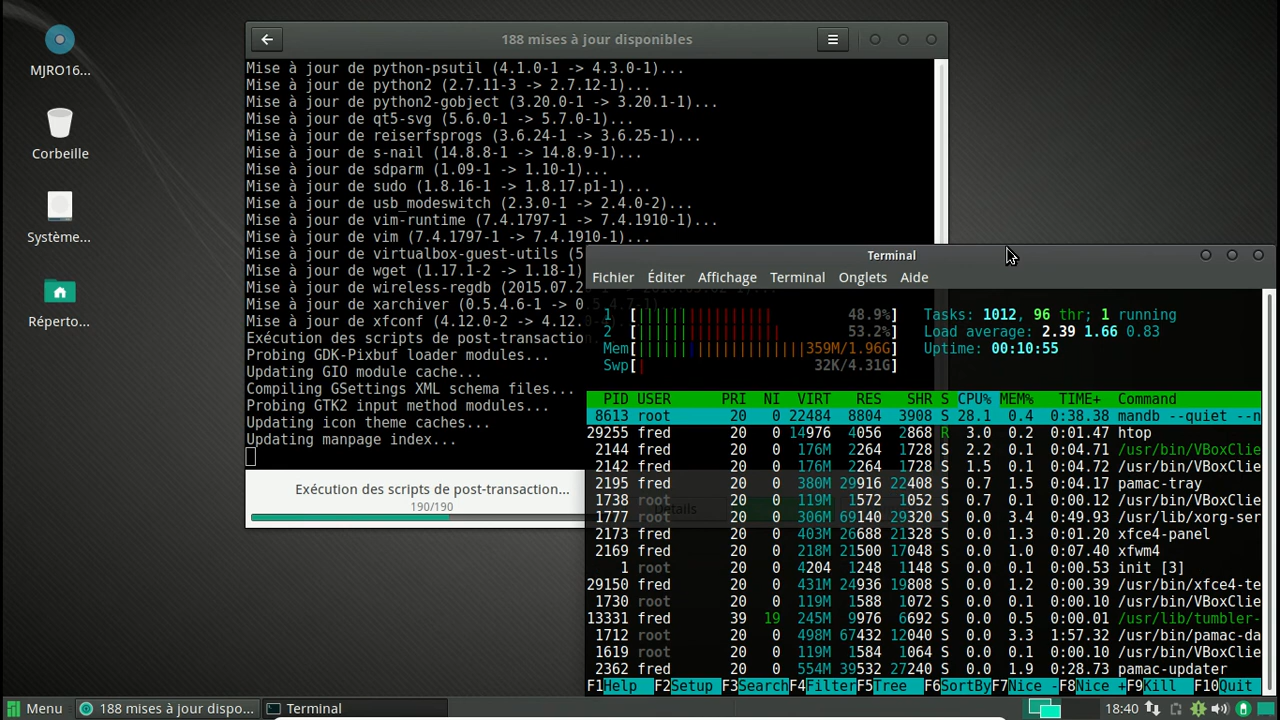 MJRO16...
Corbeille
Système...
Réperto...
188 mises à jour disponibles
Mise à jour de python-psutil (4.1.0-1 -> 4.3.0-1)...
Mise à jour de python2 (2.7.11-3 -> 2.7.12-1)...
Mise à jour de python2-gobject (3.20.0-1 -> 3.20.1-1)...
Mise à jour de qt5-svg (5.6.0-1 -> 5.7.0-1)...
Mise à jour de reiserfsprogs (3.6.24-1 -> 3.6.25-1)...
Mise à jour de s-nail (14.8.8-1 -> 14.8.9-1)...
Mise à jour de sdparm (1.09-1 -> 1.10-1)...
Mise à jour de sudo (1.8.16-1 -> 1.8.17.p1-1)...
Mise à jour de usb_modeswitch (2.3.0-1 -> 2.4.0-2)...
Mise à jour de vim-runtime (7.4.1797-1 -> 7.4.1910-1)...
Mise à jour de vim (7.4.1797-1 -> 7.4.1910-1)...
Mise à jour de virtualbox-guest-utils (5
Mise à jour de wget (1.17.1-2 -> 1.18-1)
Mise à jour de wireless-regdb (2015.07.2
Mise à jour de xarchiver (0.5.4.6-1 -> 0.5.4.7-1)
Mise à jour de xfconf (4.12.0-2 -> 4.12.
Exécution des scripts de post-transaction.
Probing GDK-Pixbuf loader modules...
Updating GIO module cache...
Compiling GSettings XML schema files...
Probing GTK2 input method modules...
Updating icon theme caches...
Updating manpage index...
Exécution des scripts de post-transaction...
190/190
Détails
Terminal
Fichier Éditer Affichage Terminal Onglets Aide
1 [ 48.9%] Tasks: 1012, 96 thr; 1 running
2 [ 53.2%] Load average: 2.39 1.66 0.83
Mem[ 359M/1.96G] Uptime: 00:10:55
Swp[ 32K/4.31G]
PID USER PRI NI VIRT RES SHR S CPU% MEM% TIME+ Command
8613 root 20 0 22484 8804 3908 S 28.1 0.4 0:38.38 mandb --quiet --n
29255 fred 20 0 14976 4056 2868 R 3.0 0.2 0:01.47 htop
2144 fred 20 0 176M 2264 1728 S 2.2 0.1 0:04.71 /usr/bin/VBoxClie
2142 fred 20 0 176M 2264 1728 S 1.5 0.1 0:04.72 /usr/bin/VBoxClie
2195 fred 20 0 380M 29916 22408 S 0.7 1.5 0:04.17 pamac-tray
1738 root 20 0 119M 1572 1052 S 0.7 0.1 0:00.12 /usr/bin/VBoxClie
1777 root 20 0 306M 69140 29320 S 0.0 3.4 0:49.93 /usr/lib/xorg-ser
2173 fred 20 0 403M 26688 21328 S 0.0 1.3 0:01.20 xfce4-panel
2169 fred 20 0 218M 21500 17048 S 0.0 1.0 0:07.40 xfwm4
1 root 20 0 4204 1248 1148 S 0.0 0.1 0:00.53 init [3]
29150 fred 20 0 431M 24936 19808 S 0.0 1.2 0:00.39 /usr/bin/xfce4-te
1730 root 20 0 119M 1588 1072 S 0.0 0.1 0:00.10 /usr/bin/VBoxClie
13331 fred 39 19 245M 9976 6692 S 0.0 0.5 0:00.01 /usr/lib/tumbler-
1712 root 20 0 498M 67432 12040 S 0.0 3.3 1:57.32 /usr/bin/pamac-da
1619 root 20 0 119M 1584 1064 S 0.0 0.1 0:00.10 /usr/bin/VBoxClie
2362 fred 20 0 554M 39532 27240 S 0.0 1.9 0:28.73 pamac-updater
F1Help F2Setup F3Search F4Filter F5Tree F6SortBy F7Nice - F8Nice + F9Kill F10Quit
Menu 188 mises à jour dispo... Terminal 18:40